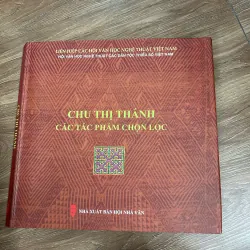 LIÊN HIỆP CÁC HỘI VĂN HỌC NGHỆ THUẬT VIỆT NAM
HỘI VĂN HỌC NGHỆ THUẬT CÁC DÂN TỘC THIỂU SỐ VIỆT NAM
CHU THỊ THANH
CÁC TÁC PHẨM CHỌN LỌC
NHÀ XUẤT BẢN HỘI NHÀ VĂN